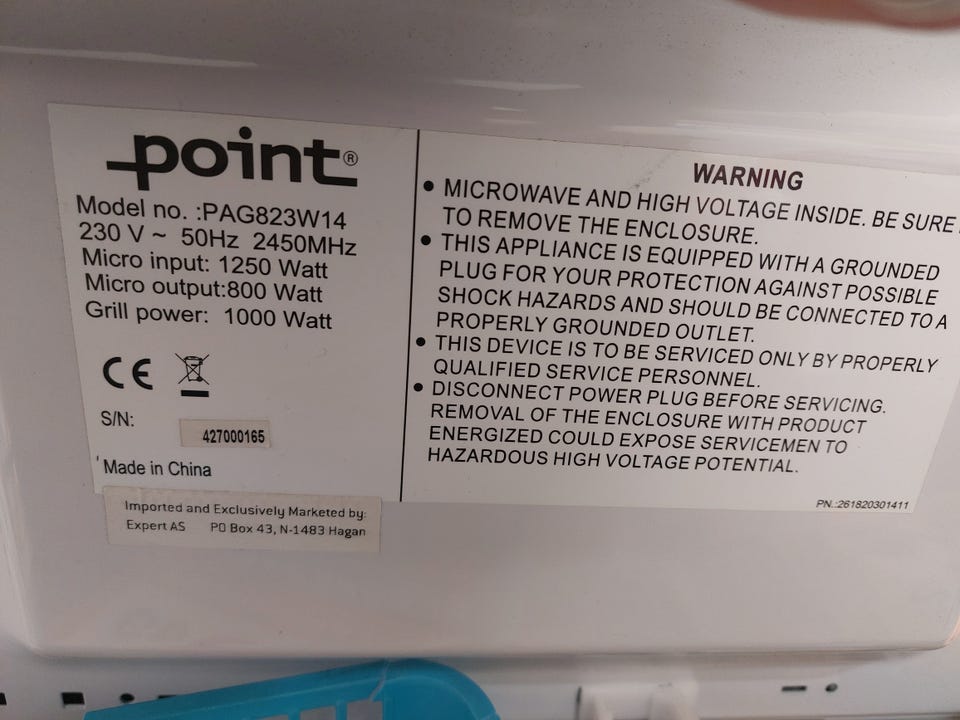 point®
Model no. :PAG823W14
230 V ~ 50Hz 2450MHz
Micro input: 1250 Watt
Micro output:800 Watt
Grill power: 1000 Watt
CE
S/N:
427000165
Made in China
Imported and Exclusively Marketed by:
Expert AS PO Box 43, N-1483 Hagan
WARNING
• MICROWAVE AND HIGH VOLTAGE INSIDE. BE SURE
TO REMOVE THE ENCLOSURE.
• THIS APPLIANCE IS EQUIPPED WITH A GROUNDED
PLUG FOR YOUR PROTECTION AGAINST POSSIBLE
SHOCK HAZARDS AND SHOULD BE CONNECTED TO A
PROPERLY GROUNDED OUTLET.
• THIS DEVICE IS TO BE SERVICED ONLY BY PROPERLY
QUALIFIED SERVICE PERSONNEL.
• DISCONNECT POWER PLUG BEFORE SERVICING.
REMOVAL OF THE ENCLOSURE WITH PRODUCT
ENERGIZED COULD EXPOSE SERVICEMEN TO
HAZARDOUS HIGH VOLTAGE POTENTIAL.
PN.:261820301411